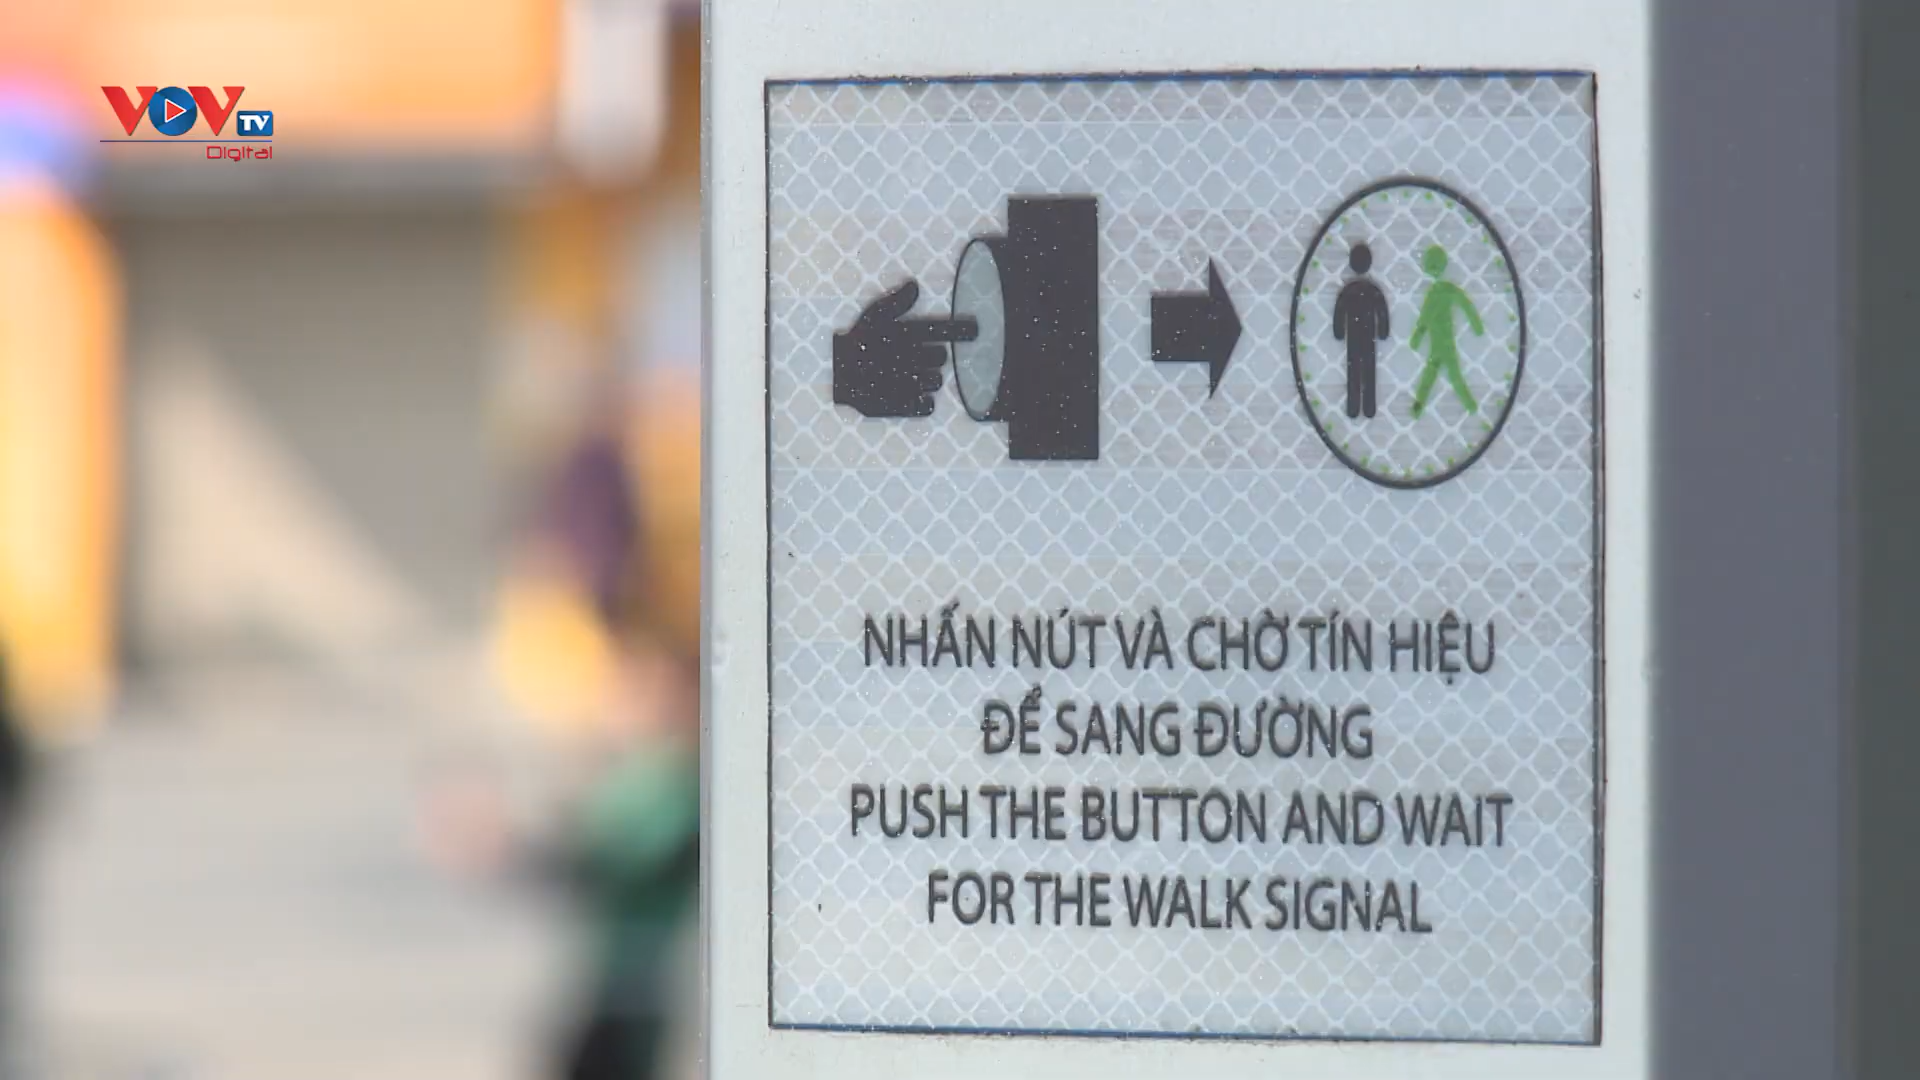 VOV TV
Digital
NHẤN NÚT VÀ CHỜ TÍN HIỆU
ĐỂ SANG ĐƯỜNG
PUSH THE BUTTON AND WAIT
FOR THE WALK SIGNAL